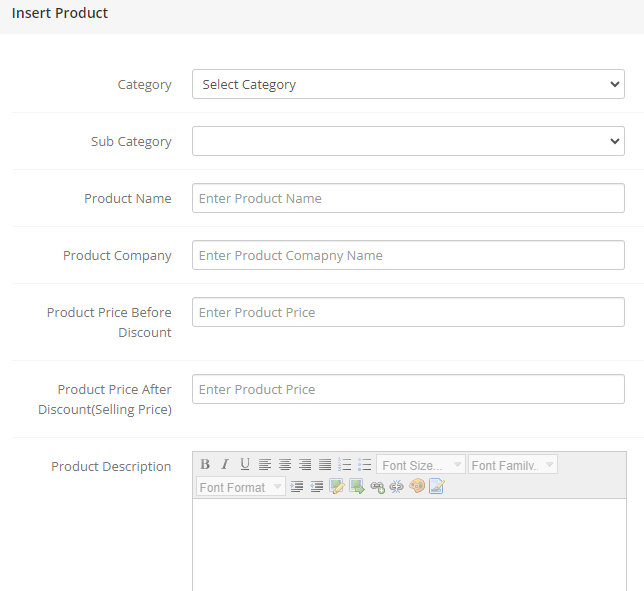 Insert Product
Category
Select Category
Sub Category
Product Name
Enter Product Name
Product Company
Enter Product Comapny Name
Product Price Before
Discount
Enter Product Price
Product Price After
Discount(Selling Price)
Enter Product Price
Product Description
B I U Font Size... Font Family.
Font Format